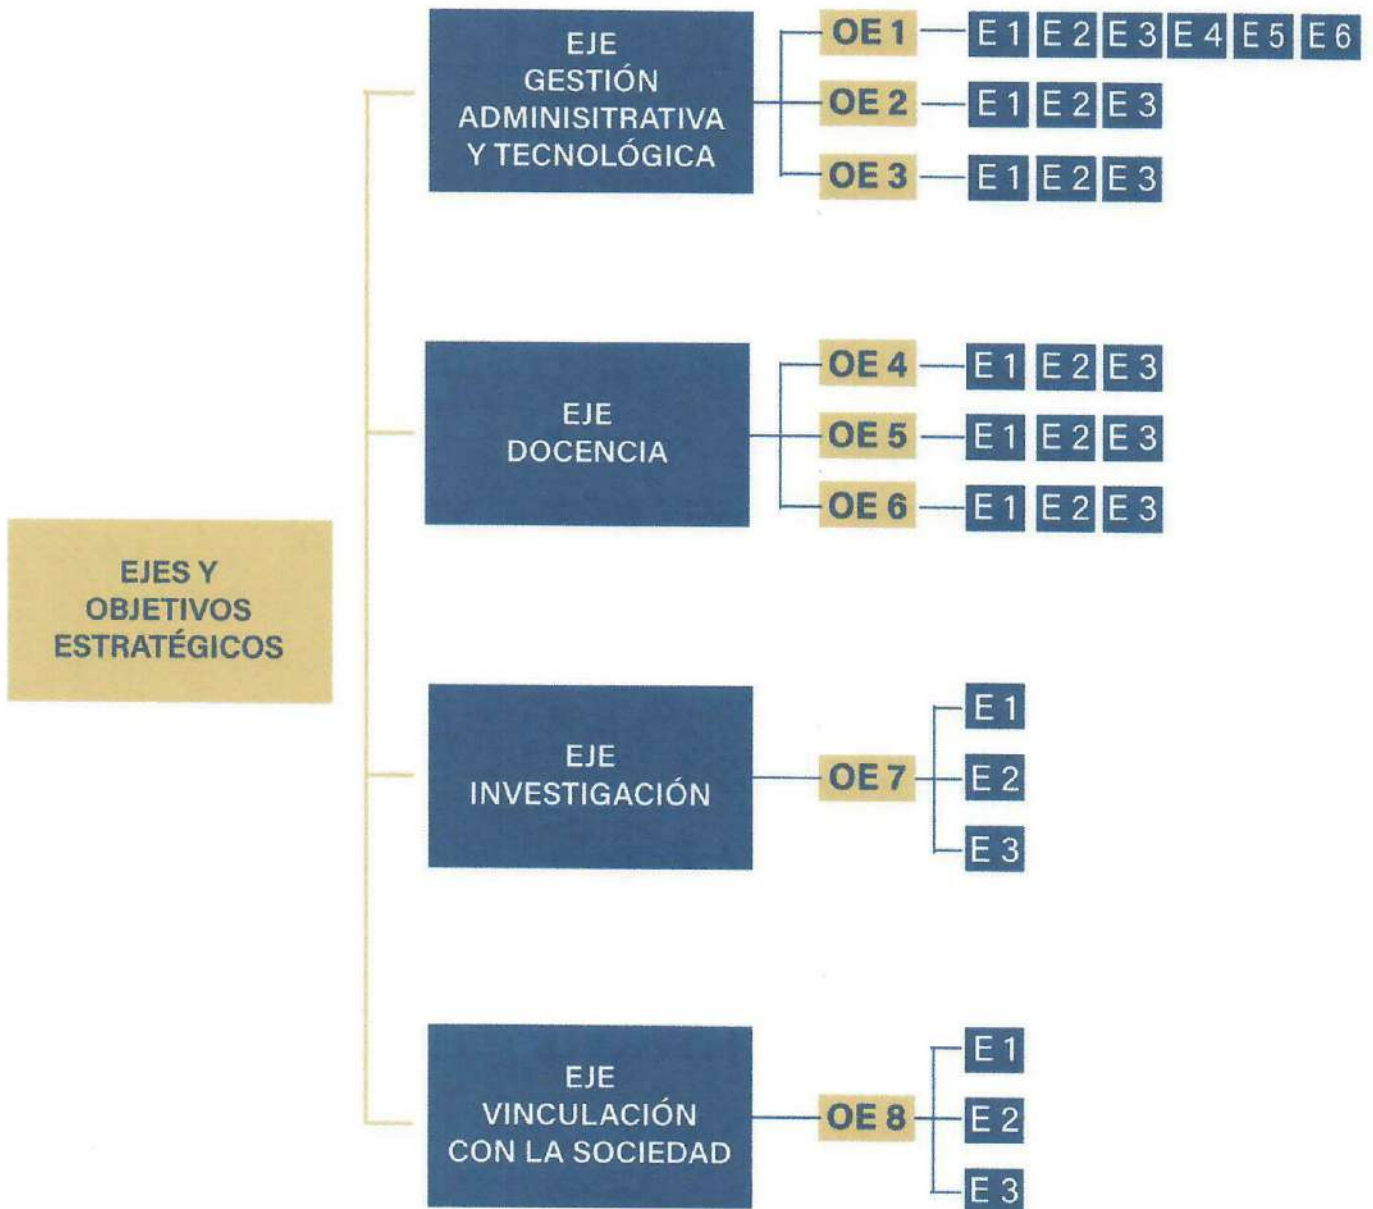 EJES Y
OBJETIVOS
ESTRATÉGICOS
EJE
GESTIÓN
ADMINISITRATIVA
Y TECNOLÓGICA
OE 1 E 1 E 2 E 3 E 4 E 5 E 6
OE 2 E 1 E 2 E 3
OE 3 E 1 E 2 E 3
EJE
DOCENCIA
OE 4 E 1 E 2 E 3
OE 5 E 1 E 2 E 3
OE 6 E 1 E 2 E 3
EJE
INVESTIGACIÓN
OE 7
E 1
E 2
E 3
EJE
VINCULACIÓN
CON LA SOCIEDAD
OE 8
E 1
E 2
E 3